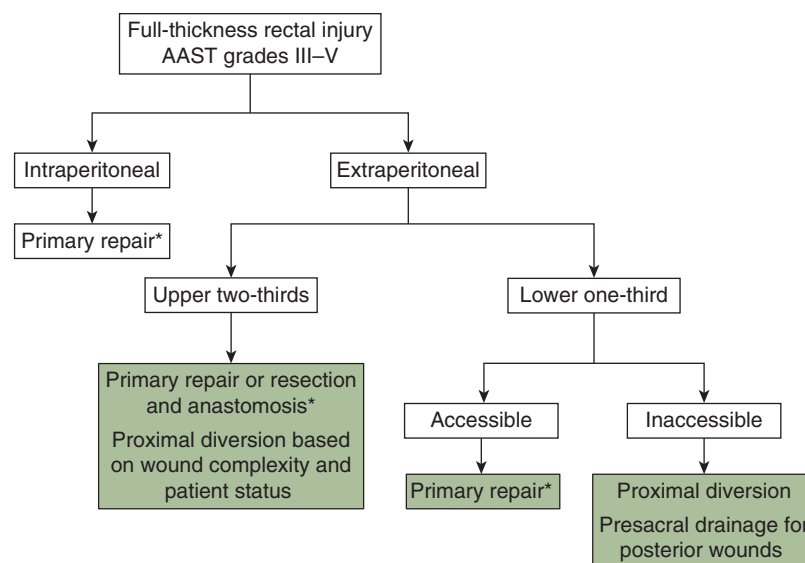 Full-thickness rectal injury
AAST grades III–V
Intraperitoneal
Extraperitoneal
Primary repair*
Upper two-thirds
Lower one-third
Primary repair or resection
and anastomosis*
Proximal diversion based
on wound complexity and
patient status
Accessible
Inaccessible
Primary repair*
Proximal diversion
Presacral drainage for
posterior wounds